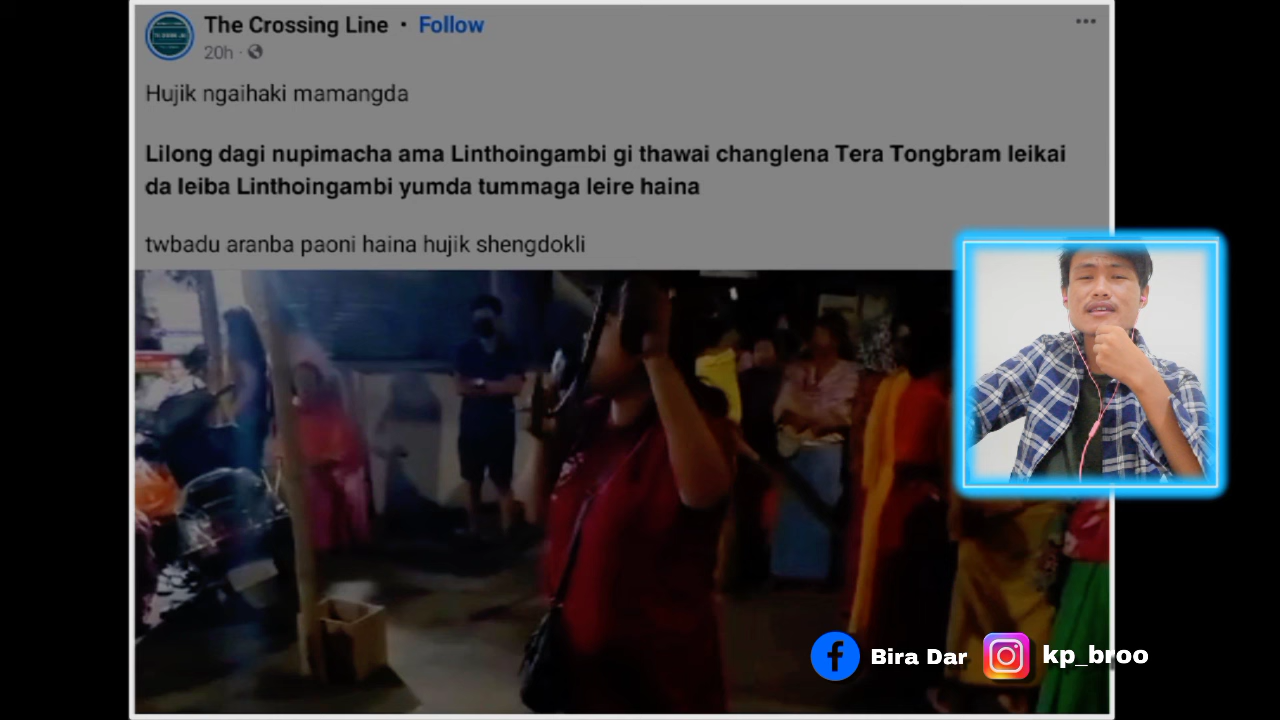 The Crossing Line • Follow
20h ·
Hujik ngaihaki mamangda
Lilong dagi nupimacha ama Linthoingambi gi thawai changlena Tera Tongbram leikai
da leiba Linthoingambi yumda tummaga leire haina
twbadu aranba paoni haina hujik shengdokli
Bira Dar kp_broo